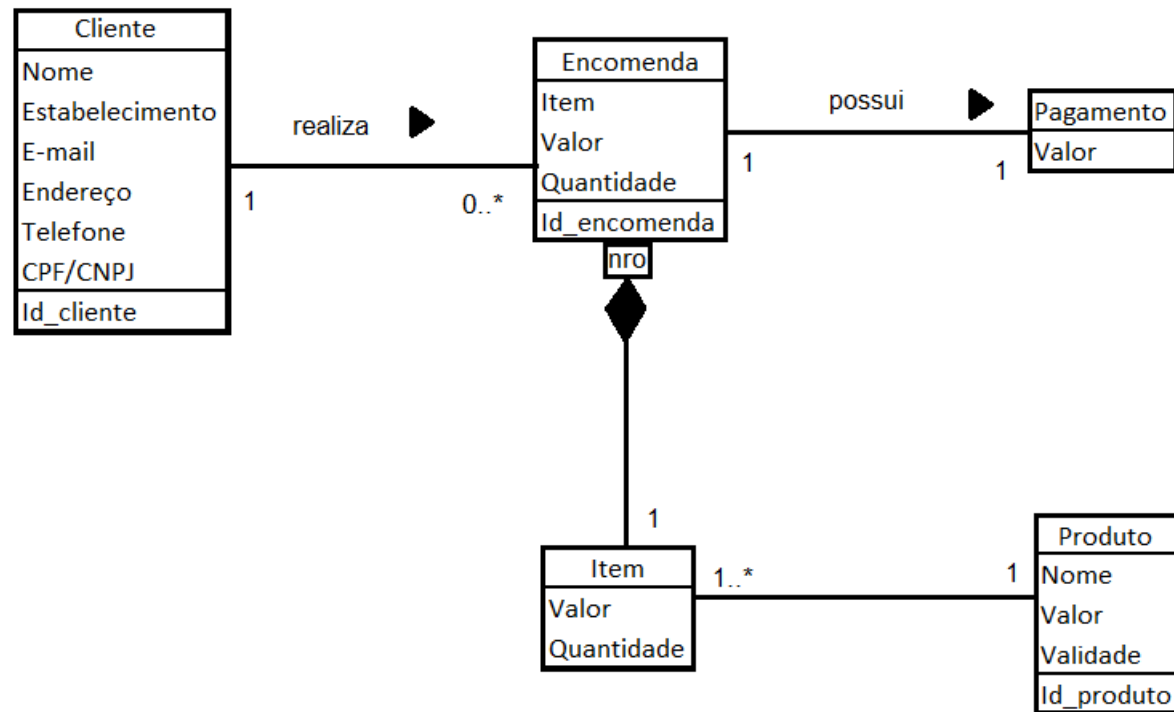 Cliente
Nome
Estabelecimento
E-mail
Endereço
Telefone
CPF/CNPJ
Id_cliente
realiza
1
0..*
Encomenda
Item
Valor
Quantidade
Id_encomenda
nro
possui
1
1
Pagamento
Valor
1
Item
Valor
Quantidade
1..*
1
Produto
Nome
Valor
Validade
Id_produto